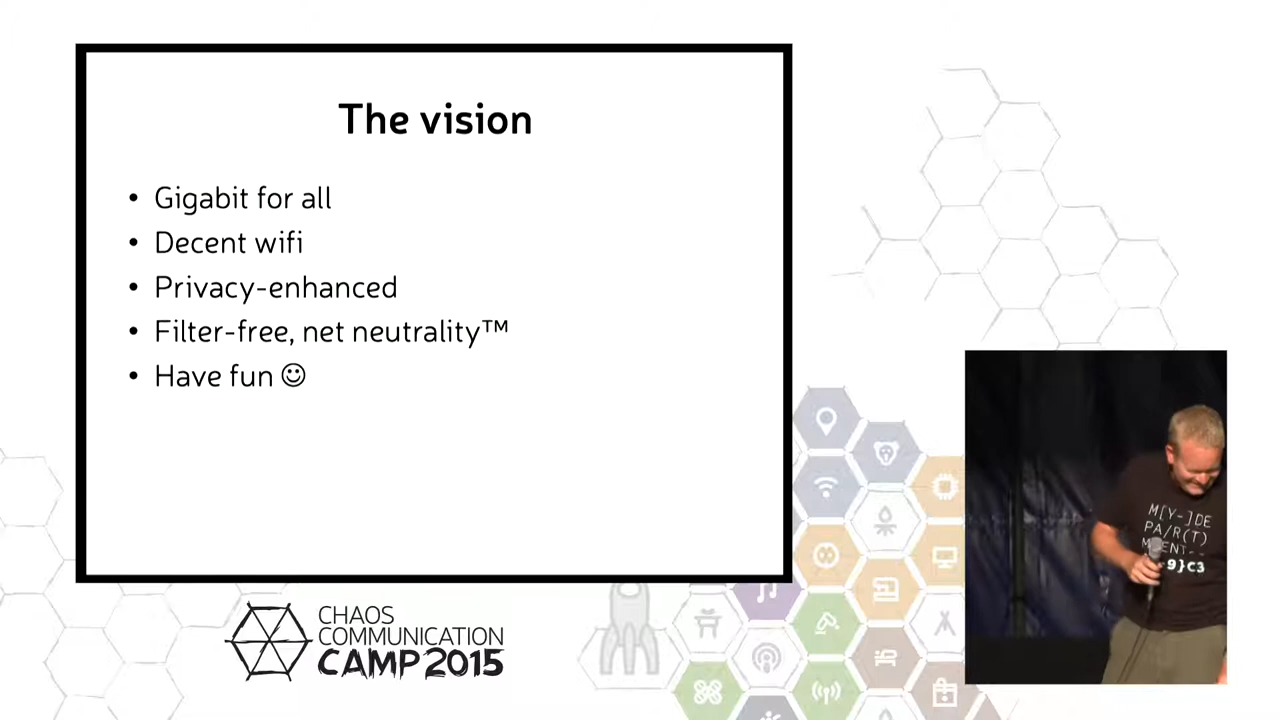 The vision
• Gigabit for all
• Decent wifi
• Privacy-enhanced
• Filter-free, net neutrality™
• Have fun ☺
M[Y-]DE
PA/R(T)
9}C3
CHAOS
COMMUNICATION
CAMP 2015